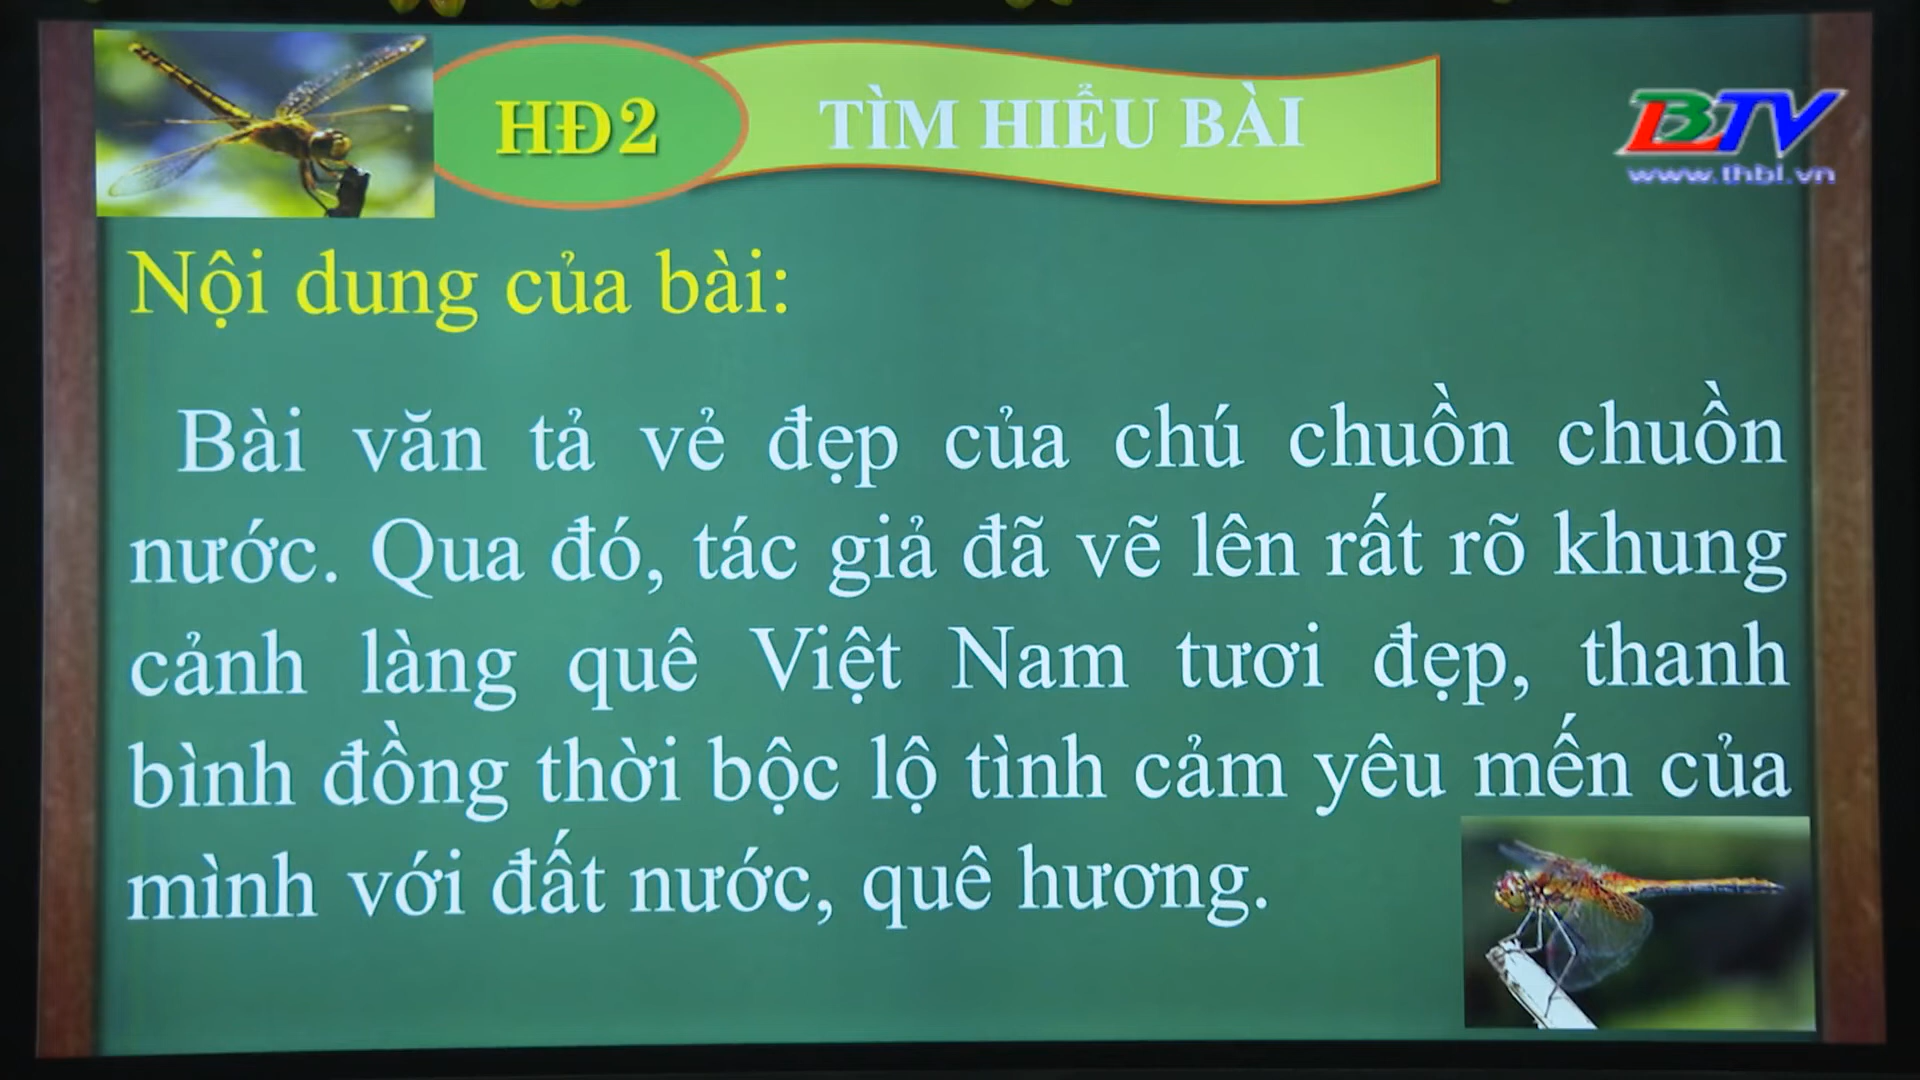 HĐ2
TÌM HIỂU BÀI
BTV
www.thbl.vn
Nội dung của bài:
Bài văn tả vẻ đẹp của chú chuồn chuồn
nước. Qua đó, tác giả đã vẽ lên rất rõ khung
cảnh làng quê Việt Nam tươi đẹp, thanh
bình đồng thời bộc lộ tình cảm yêu mến của
mình với đất nước, quê hương.